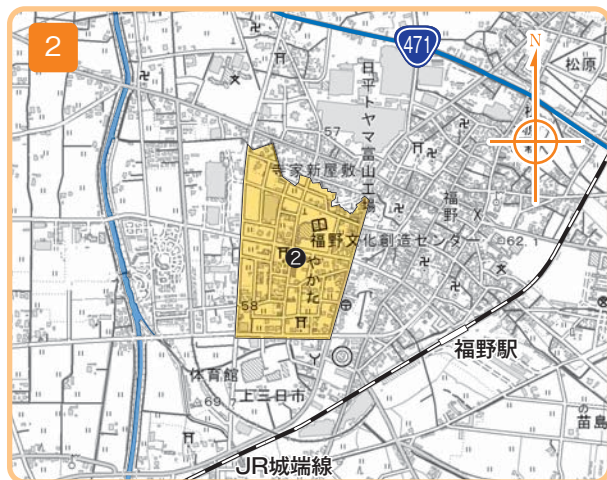 2
471
N
松原
日平トヤマ富山工場
57
寺家新屋敷
福野
福野文化創造センター
62.1
2
やかた
58
福野駅
体育館
69.7
上三日市
苗島
JR城端線